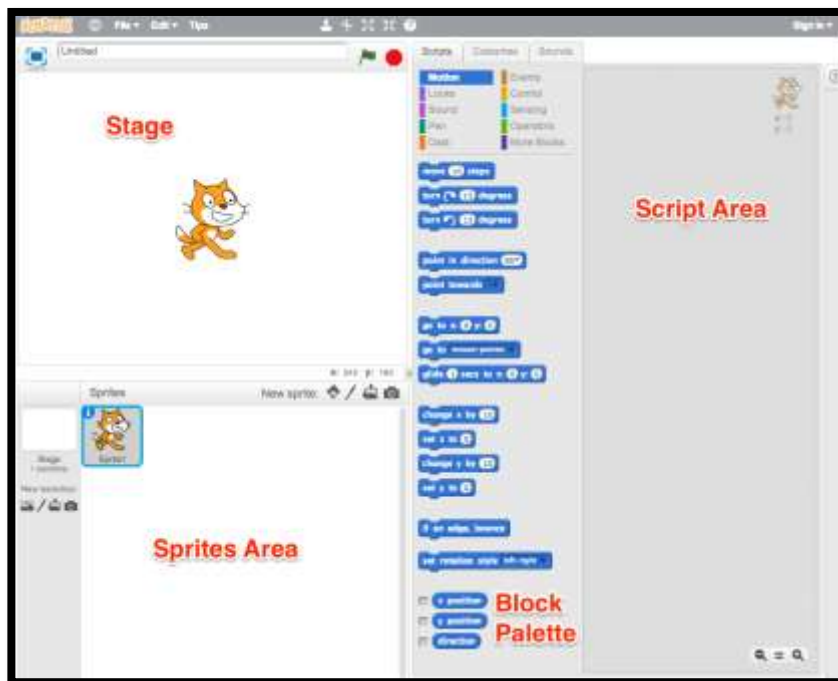 SCRATCH File Edit Tips Sign in
Untitled
Scripts Costumes Sounds
Motion Events
Looks Control
Sound Sensing
Pen Operators
Data More Blocks
Stage
Script Area
move 10 steps
turn 15 degrees
turn 15 degrees
point in direction 90
point towards
go to x: 0 y: 0
go to mouse-pointer
glide 1 secs to x: 0 y: 0
Sprites New sprite:
change x by 10
set x to 0
change y by 10
Stage
Sprite1
New backdrop:
if on edge, bounce
Sprites Area
set rotation style left-right
x position
y position
direction
Block
Palette